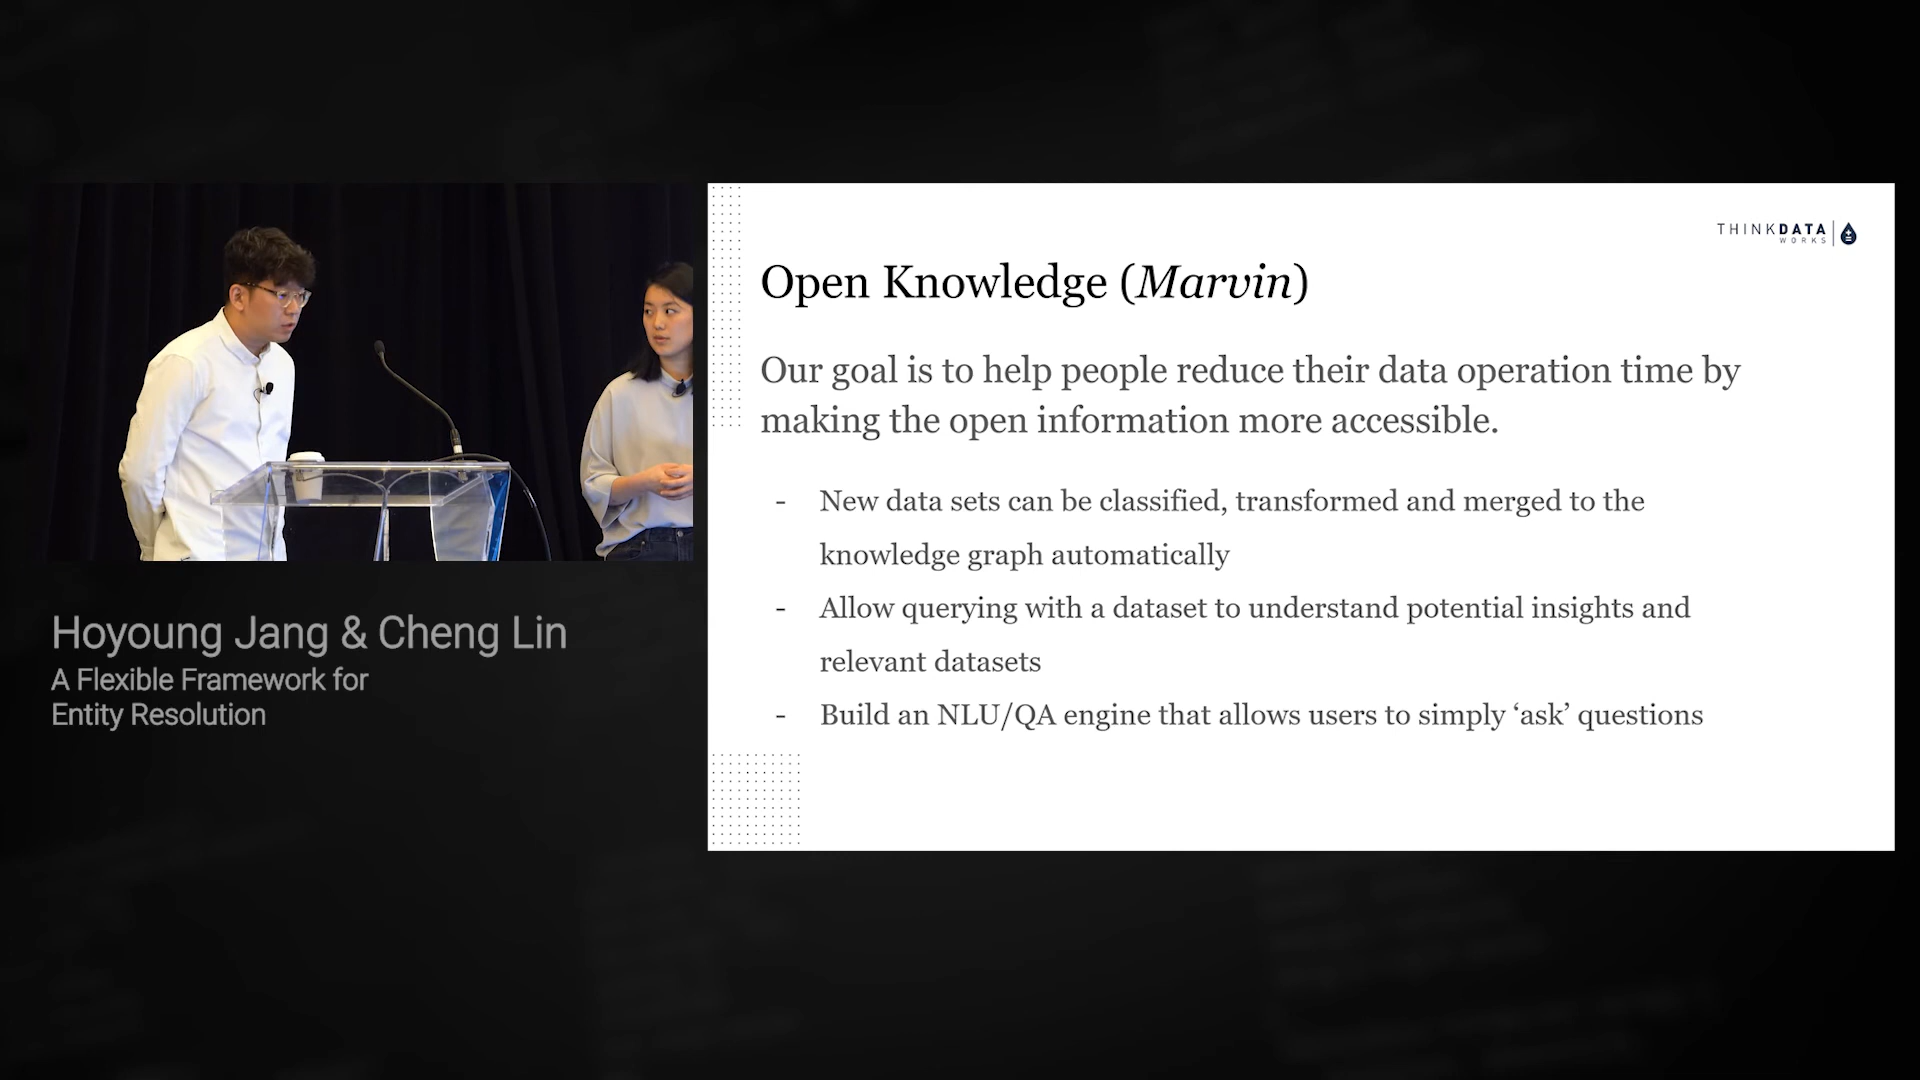 THINKDATA
WORKS
Open Knowledge (Marvin)
Our goal is to help people reduce their data operation time by
making the open information more accessible.
- New data sets can be classified, transformed and merged to the
knowledge graph automatically
- Allow querying with a dataset to understand potential insights and
relevant datasets
- Build an NLU/QA engine that allows users to simply ‘ask’ questions
Hoyoung Jang & Cheng Lin
A Flexible Framework for
Entity Resolution